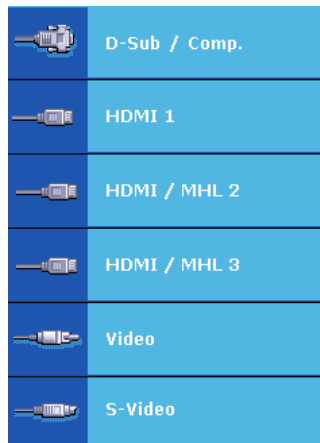 D-Sub / Comp.
HDMI 1
HDMI / MHL 2
HDMI / MHL 3
Video
S-Video